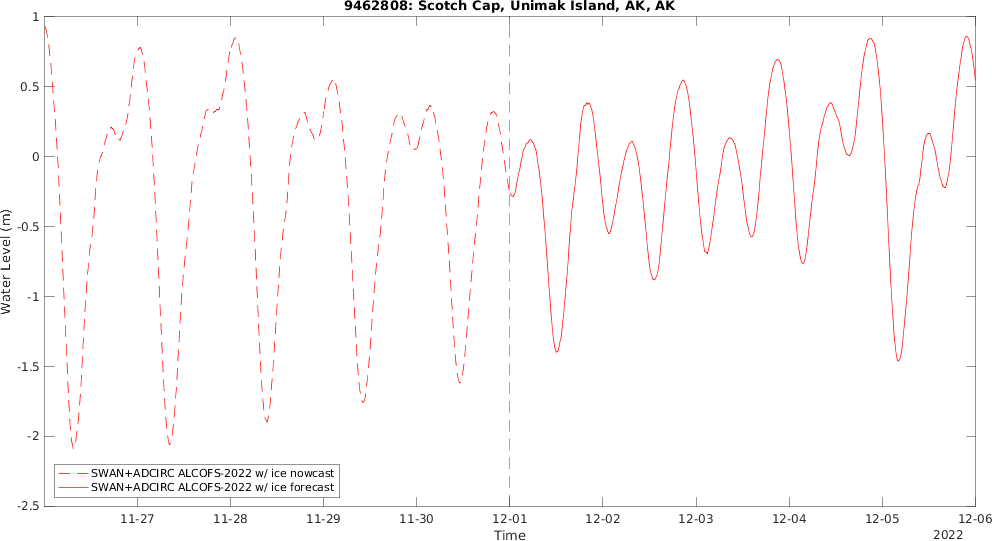 9462808: Scotch Cap, Unimak Island, AK, AK
1
0.5
0
-0.5
-1
-1.5
-2
-2.5
Water Level (m)
SWAN+ADCIRC ALCOFS-2022 w/ ice nowcast
SWAN+ADCIRC ALCOFS-2022 w/ ice forecast
11-27 11-28 11-29 11-30 12-01 12-02 12-03 12-04 12-05 12-06
Time
2022